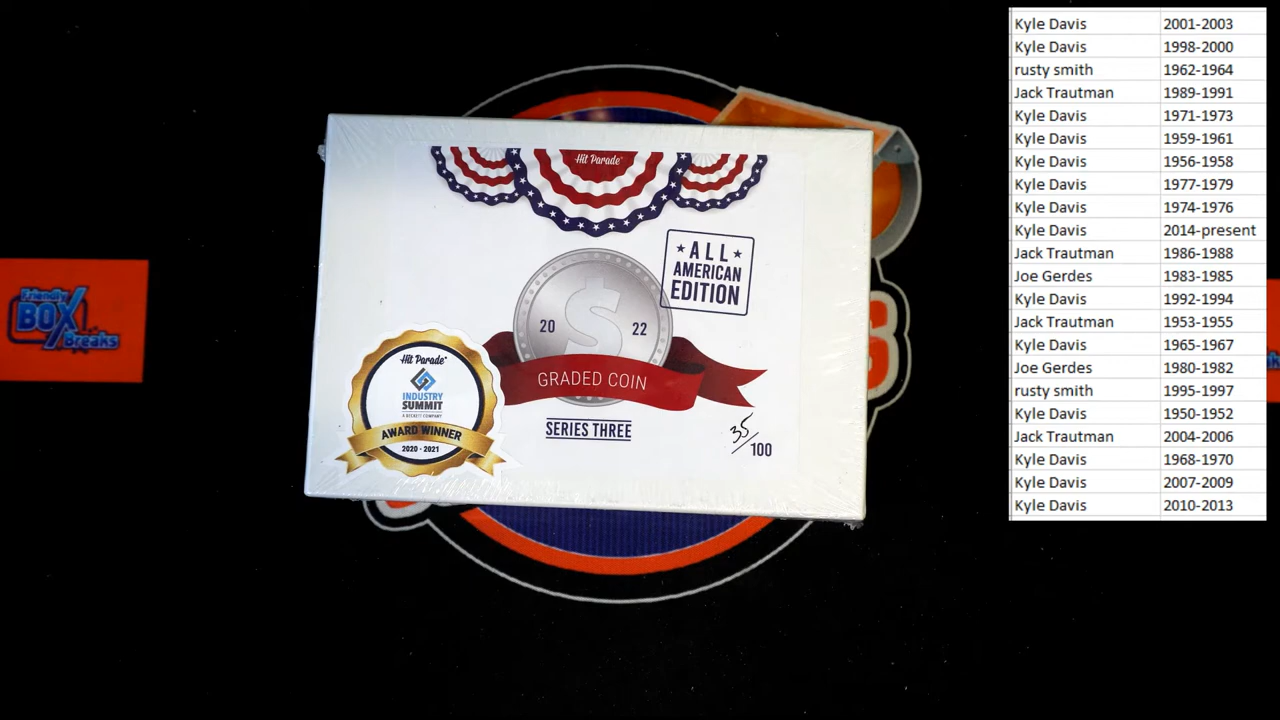 Hit Parade
ALL
AMERICAN
EDITION
20 22
GRADED COIN
SERIES THREE
35/100
Hit Parade
INDUSTRY
SUMMIT
A BECKETT COMPANY
AWARD WINNER
2020 - 2021
Friendly
BOX
Breaks
S
Kyle Davis 2001-2003
Kyle Davis 1998-2000
rusty smith 1962-1964
Jack Trautman 1989-1991
Kyle Davis 1971-1973
Kyle Davis 1959-1961
Kyle Davis 1956-1958
Kyle Davis 1977-1979
Kyle Davis 1974-1976
Kyle Davis 2014-present
Jack Trautman 1986-1988
Joe Gerdes 1983-1985
Kyle Davis 1992-1994
Jack Trautman 1953-1955
Kyle Davis 1965-1967
Joe Gerdes 1980-1982
rusty smith 1995-1997
Kyle Davis 1950-1952
Jack Trautman 2004-2006
Kyle Davis 1968-1970
Kyle Davis 2007-2009
Kyle Davis 2010-2013